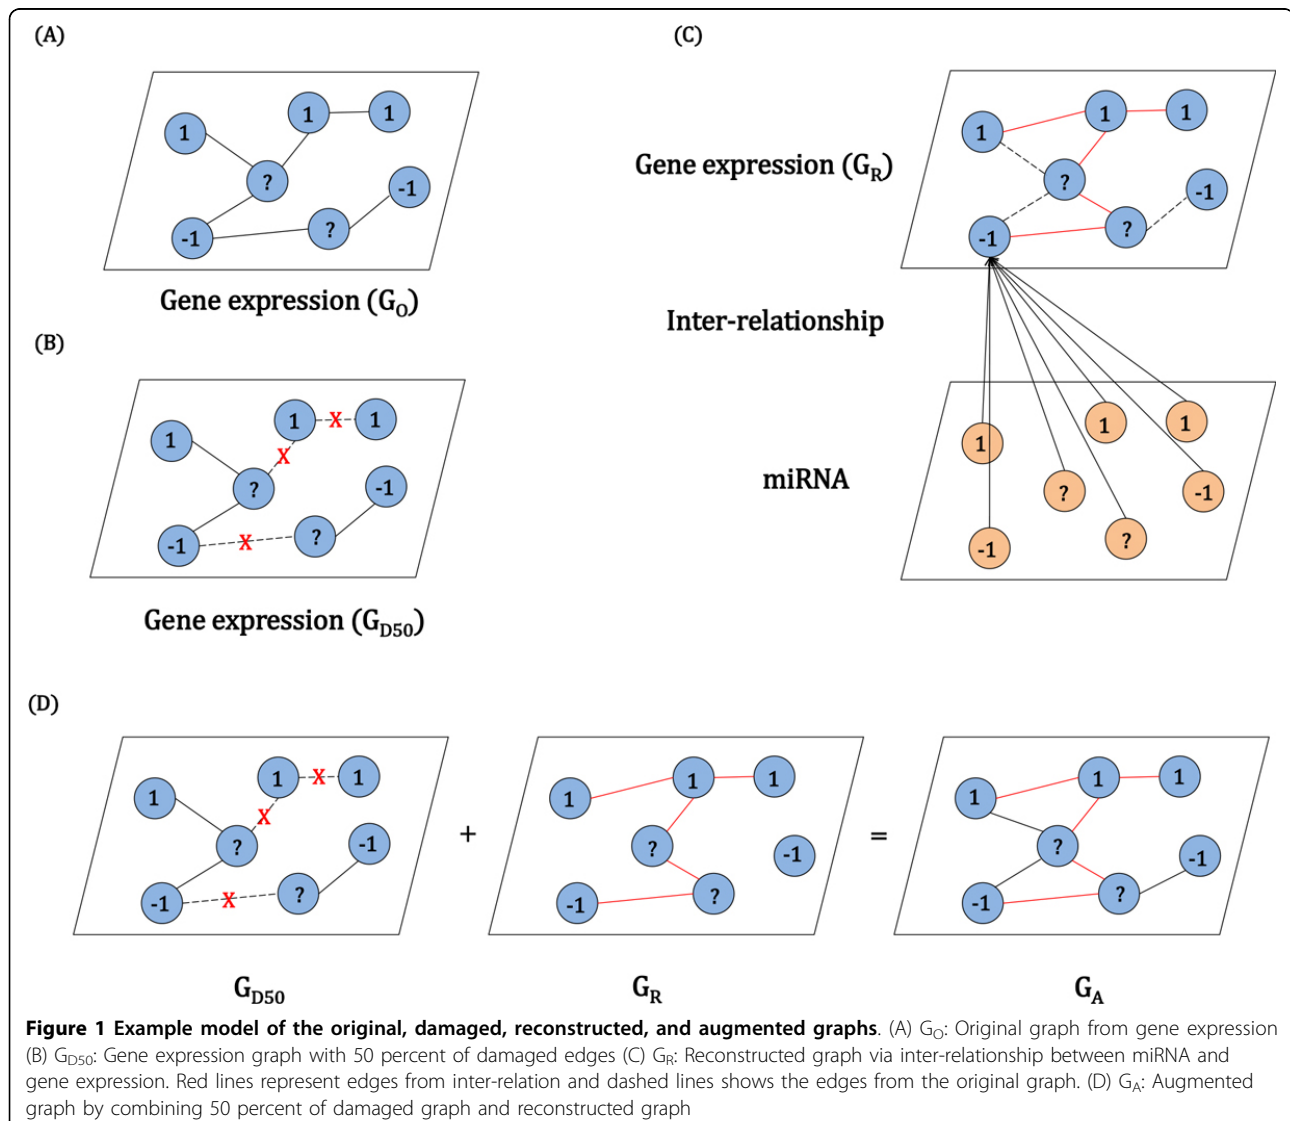 (A)
1
1
1
?
-1
-1
?
Gene expression (GO)
(B)
1
X
1
1
X
?
-1
-1
X
?
Gene expression (GD50)
(C)
1
1
1
Gene expression (GR)
?
-1
-1
?
Inter-relationship
1
1
1
miRNA
?
-1
-1
?
(D)
1
X
1
1
X
?
-1
-1
X
?
GD50
+
1
1
1
?
-1
-1
?
GR
=
1
1
1
?
-1
-1
?
GA
Figure 1 Example model of the original, damaged, reconstructed, and augmented graphs. (A) GO: Original graph from gene expression
(B) GD50: Gene expression graph with 50 percent of damaged edges (C) GR: Reconstructed graph via inter-relationship between miRNA and
gene expression. Red lines represent edges from inter-relation and dashed lines shows the edges from the original graph. (D) GA: Augmented
graph by combining 50 percent of damaged graph and reconstructed graph